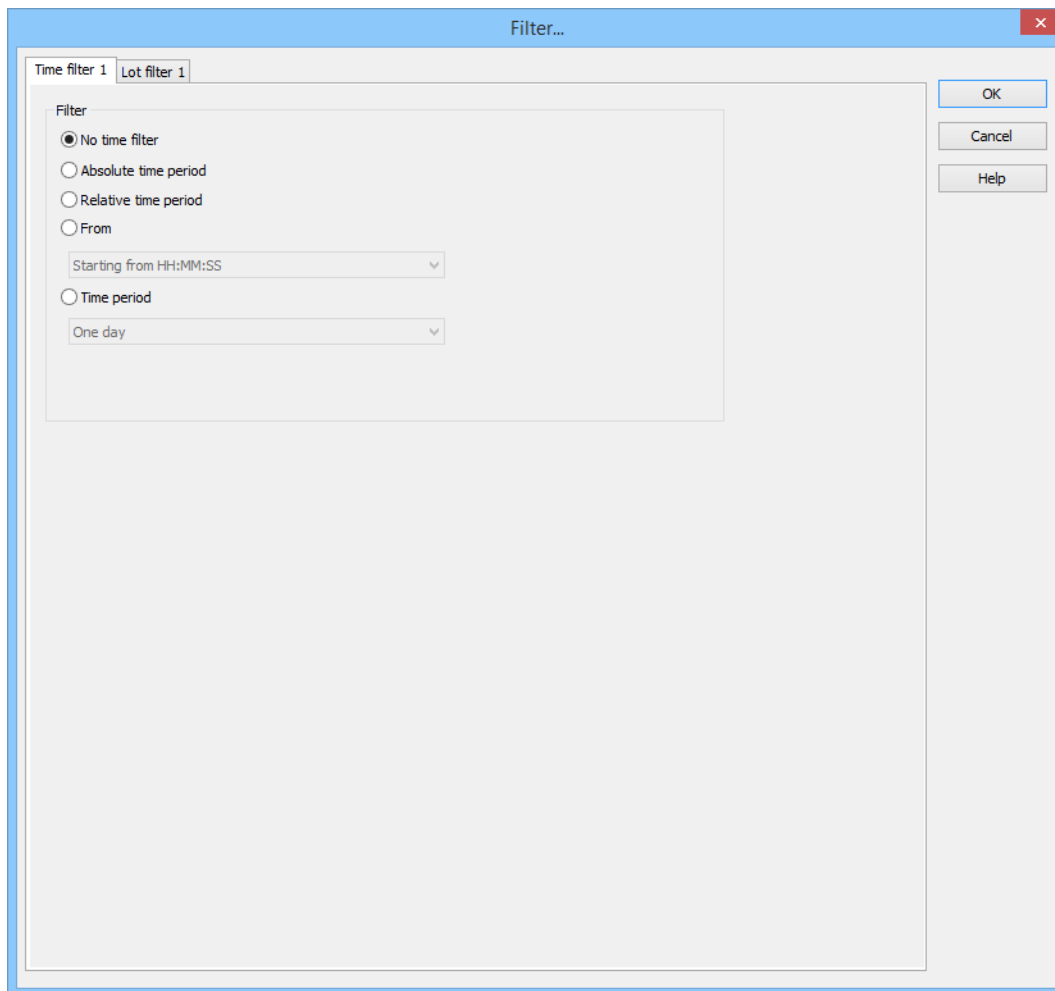 Filter...
Time filter 1
Lot filter 1
OK
Cancel
Help
Filter
No time filter
Absolute time period
Relative time period
From
Starting from HH:MM:SS
Time period
One day